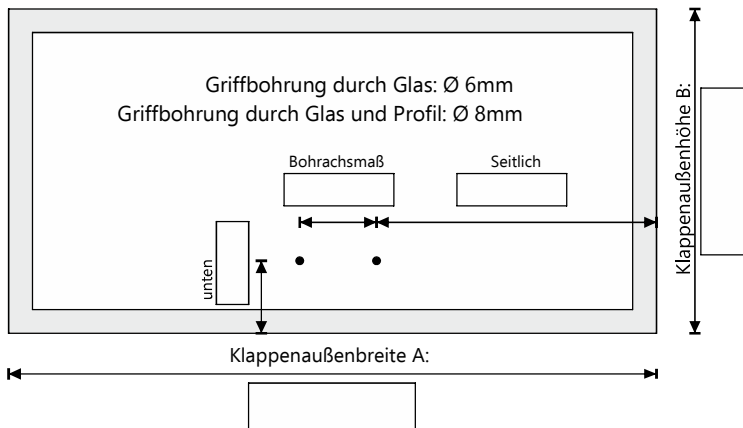 Griffbohrung durch Glas: Ø 6mm
Griffbohrung durch Glas und Profil: Ø 8mm
Bohrachsmaß
Seitlich
unten
Klappenaußenhöhe B:
Klappenaußenbreite A: